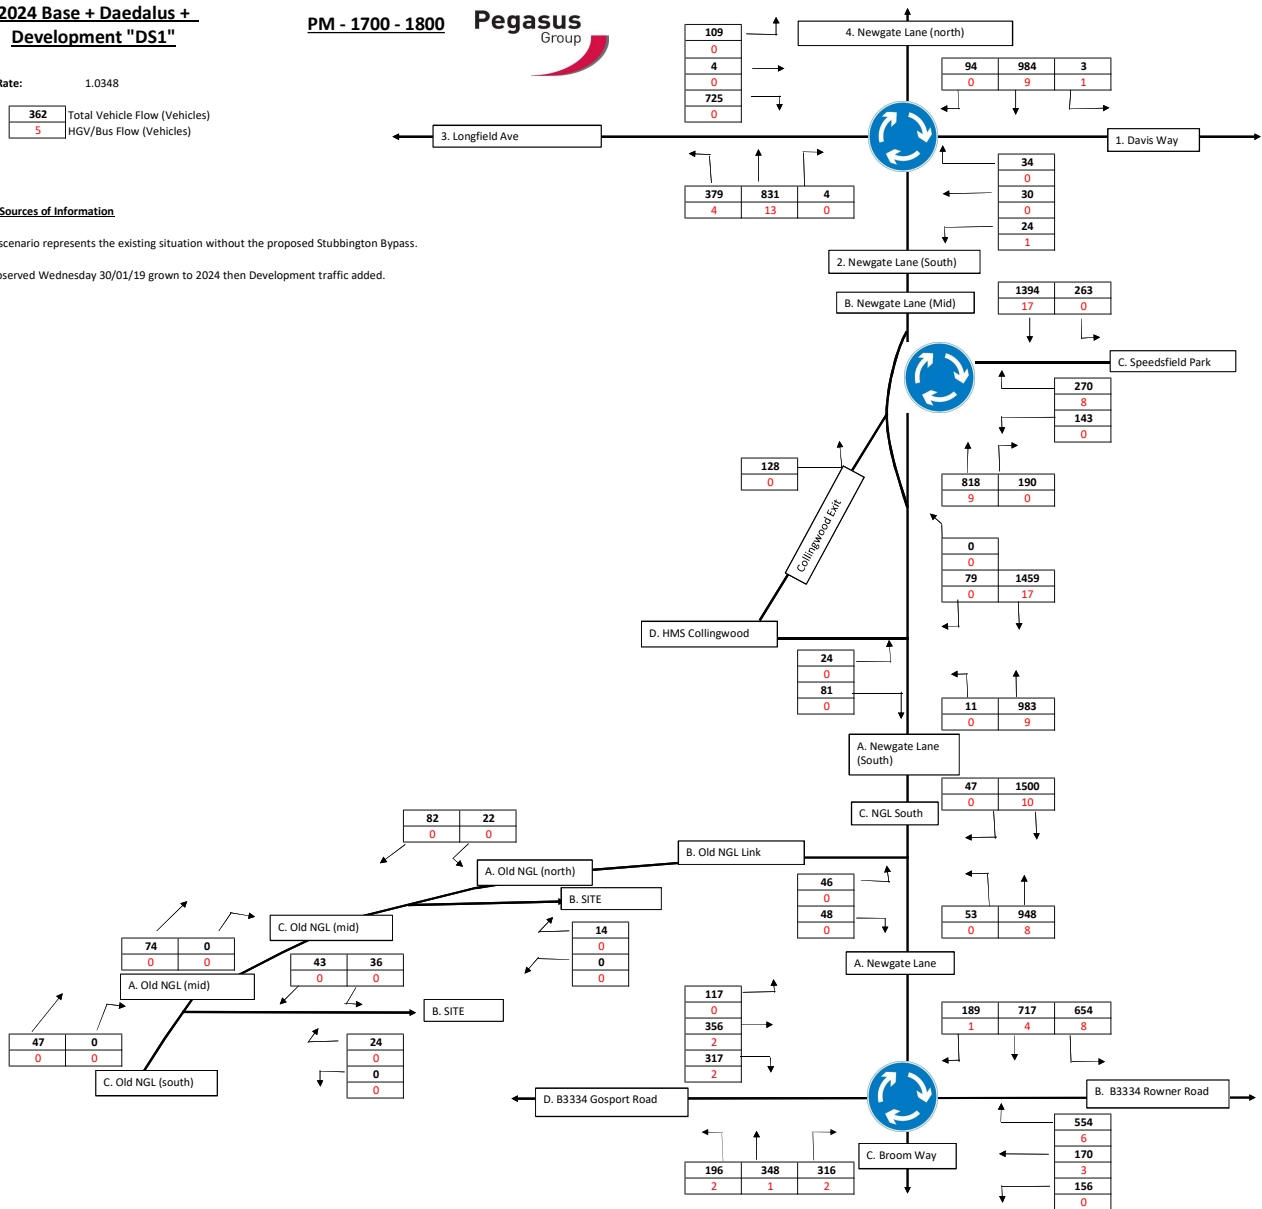 2024 Base + Daedalus +
Development "DS1"
PM - 1700 - 1800
Pegasus
Group
Rate: 1.0348
362 Total Vehicle Flow (Vehicles)
5 HGV/Bus Flow (Vehicles)
Sources of Information
scenario represents the existing situation without the proposed Stubbington Bypass.
bserved Wednesday 30/01/19 grown to 2024 then Development traffic added.
109
0
4
0
725
0
4. Newgate Lane (north)
94 984 3
0 9 1
3. Longfield Ave
1. Davis Way
379 831 4
4 13 0
34
0
30
0
24
1
2. Newgate Lane (South)
B. Newgate Lane (Mid)
1394 263
17 0
C. Speedsfield Park
270
8
143
0
128
0
818 190
9 0
Collingwood Exit
0
0
79 1459
0 17
D. HMS Collingwood
24
0
81
0
11 983
0 9
A. Newgate Lane
(South)
47 1500
0 10
C. NGL South
82 22
0 0
B. Old NGL Link
A. Old NGL (north)
46
0
48
0
53 948
0 8
B. SITE
C. Old NGL (mid)
14
0
0
0
74 0
0 0
43 36
0 0
A. Newgate Lane
A. Old NGL (mid)
B. SITE
117
0
356
2
317
2
189 717 654
1 4 8
47 0
0 0
24
0
0
0
C. Old NGL (south)
D. B3334 Gosport Road
B. B3334 Rowner Road
196 348 316
2 1 2
C. Broom Way
554
6
170
3
156
0